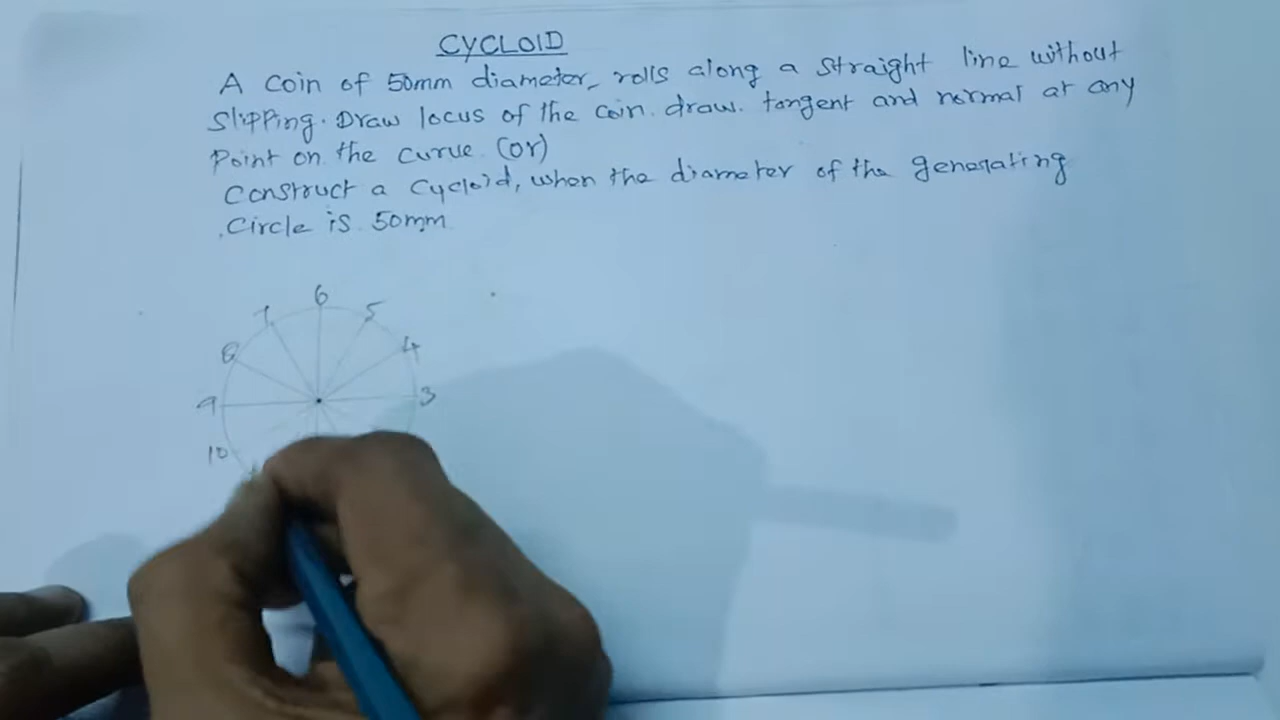 CYCLOID
A coin of 50mm diameter, rolls along a straight line without
slipping. Draw locus of the coin. draw. tangent and normal at any
Point on the curve. (or)
Construct a cycloid, when the diameter of the generating
Circle is 50mm
6
7 5
8 4
9 3
10